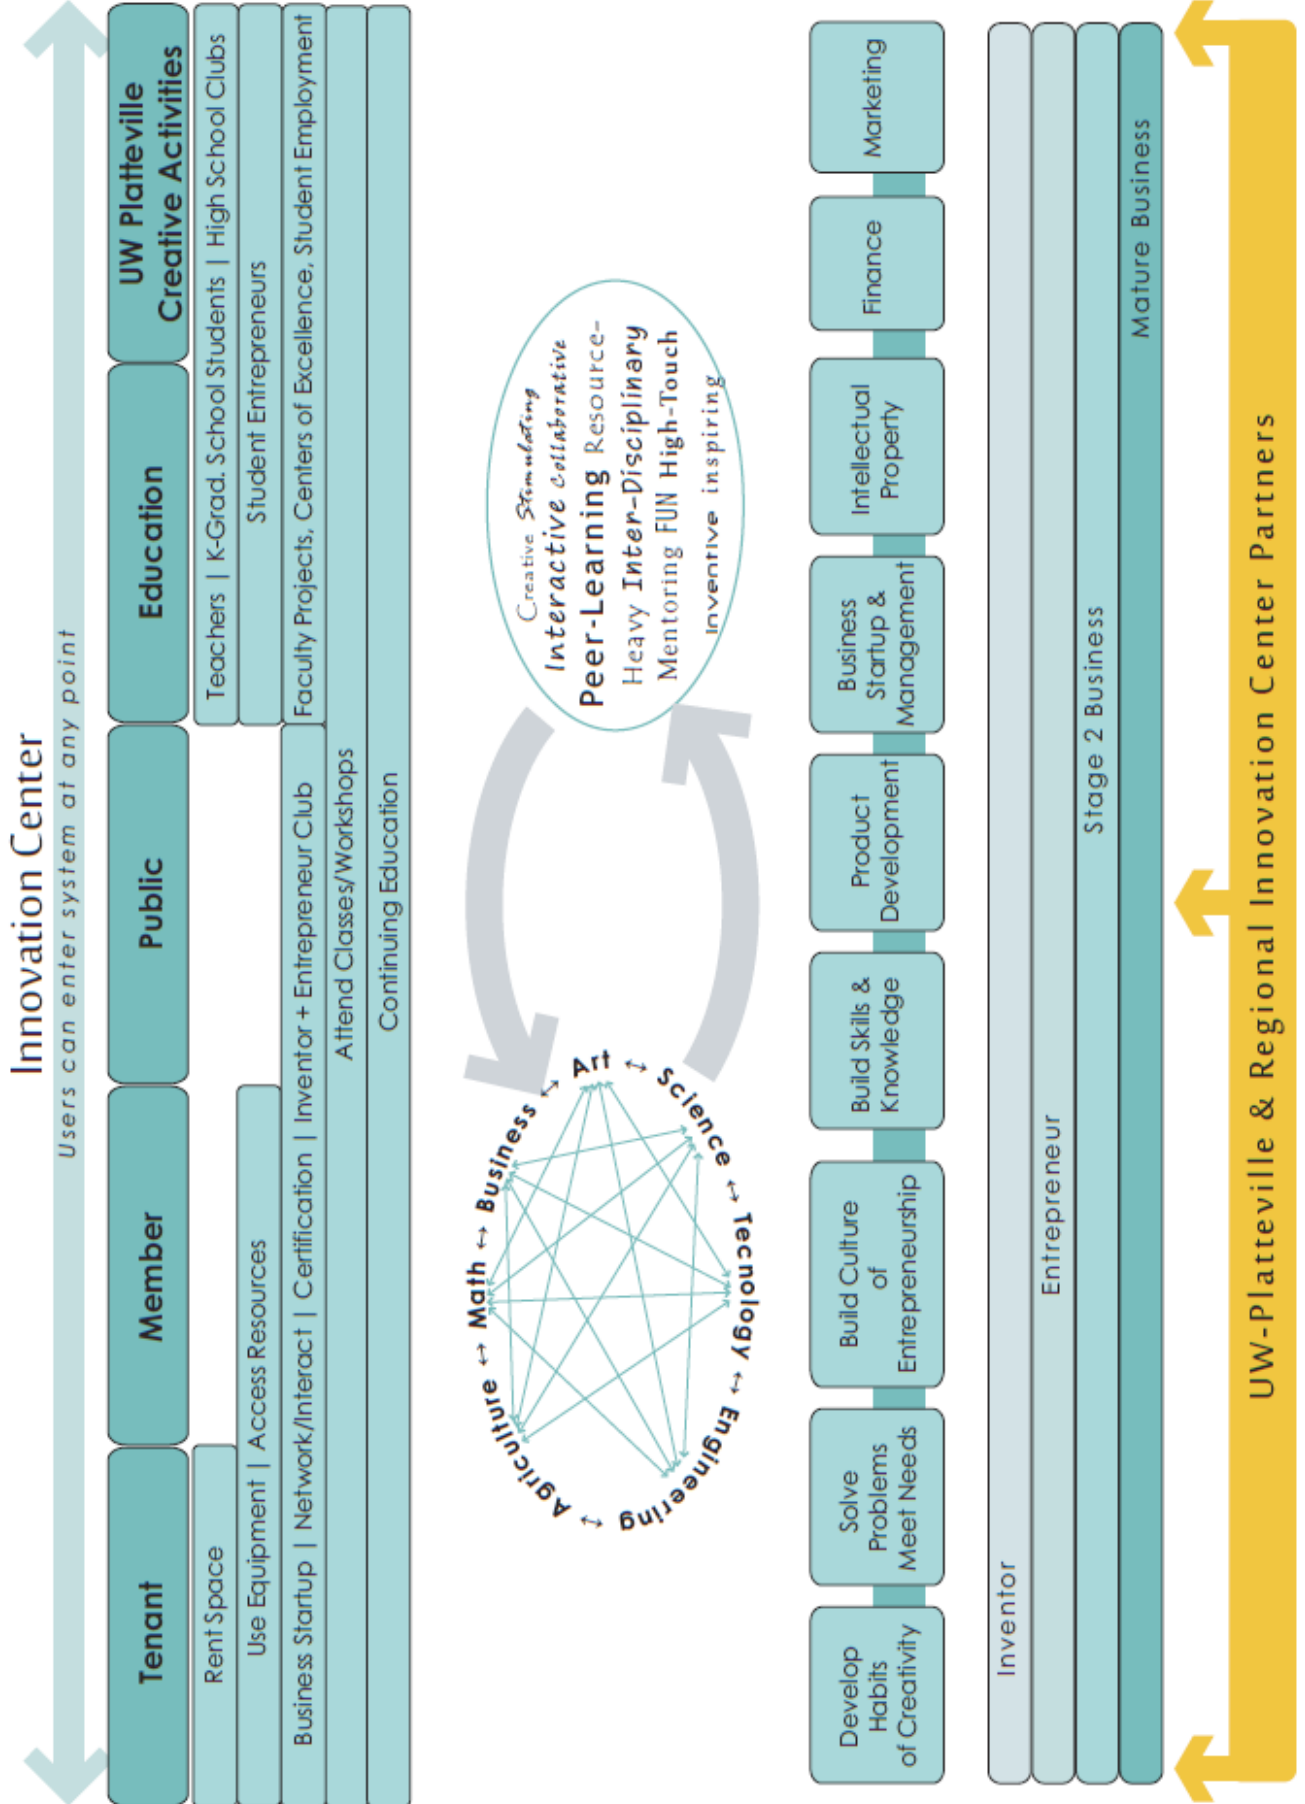 Innovation Center
Users can enter system at any point
Tenant
Member
Public
Education
UW Platteville
Creative Activities
Rent Space
Teachers | K-Grad. School Students | High School Clubs
Use Equipment | Access Resources
Student Entrepreneurs
Business Startup | Network/Interact | Certification | Inventor + Entrepreneur Club
Faculty Projects, Centers of Excellence, Student Employment
Attend Classes/Workshops
Continuing Education
Agriculture ↔ Math ↔ Business ↔ Art ↔ Science ↔ Tecnology ↔ Engineering ↔
Creative Stimulating
Interactive collaborative
Peer-Learning Resource-
Heavy Inter-Disciplinary
Mentoring FUN High-Touch
Inventive inspiring
Develop
Habits
of Creativity
Solve
Problems
Meet Needs
Build Culture
of
Entrepreneurship
Build Skills &
Knowledge
Product
Development
Business
Startup &
Management
Intellectual
Property
Finance
Marketing
Inventor
Entrepreneur
Stage 2 Business
Mature Business
UW-Platteville & Regional Innovation Center Partners